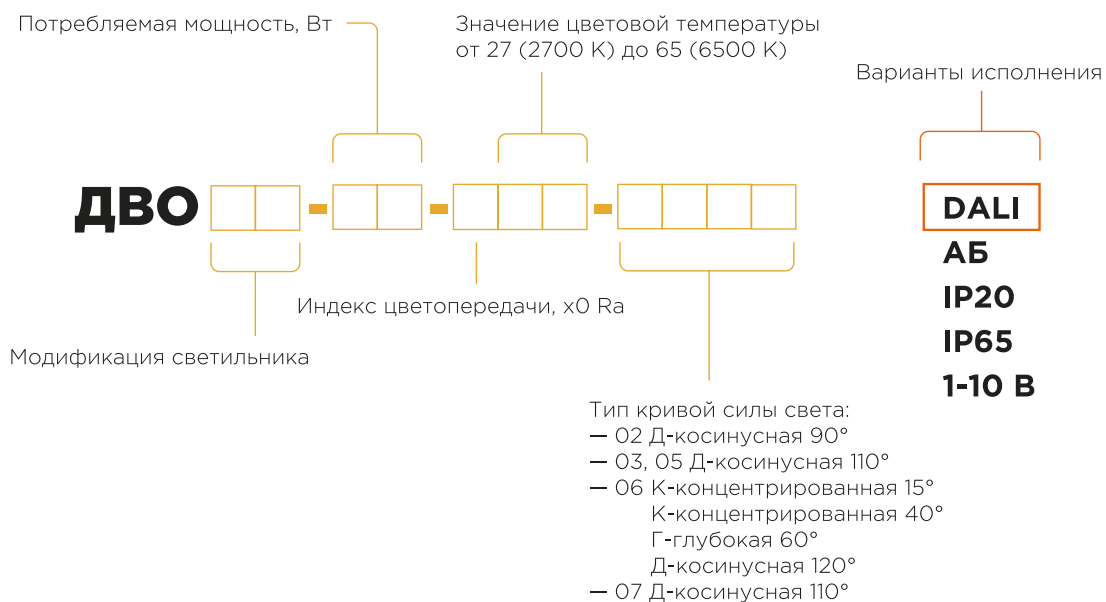 Потребляемая мощность, Вт
Значение цветовой температуры
от 27 (2700 К) до 65 (6500 К)
Варианты исполнения
ДВО
DALI
АБ
IP20
IP65
1-10 В
Индекс цветопередачи, х0 Ra
Модификация светильника
Тип кривой силы света:
— 02 Д-косинусная 90°
— 03, 05 Д-косинусная 110°
— 06 К-концентрированная 15°
К-концентрированная 40°
Г-глубокая 60°
Д-косинусная 120°
— 07 Д-косинусная 110°